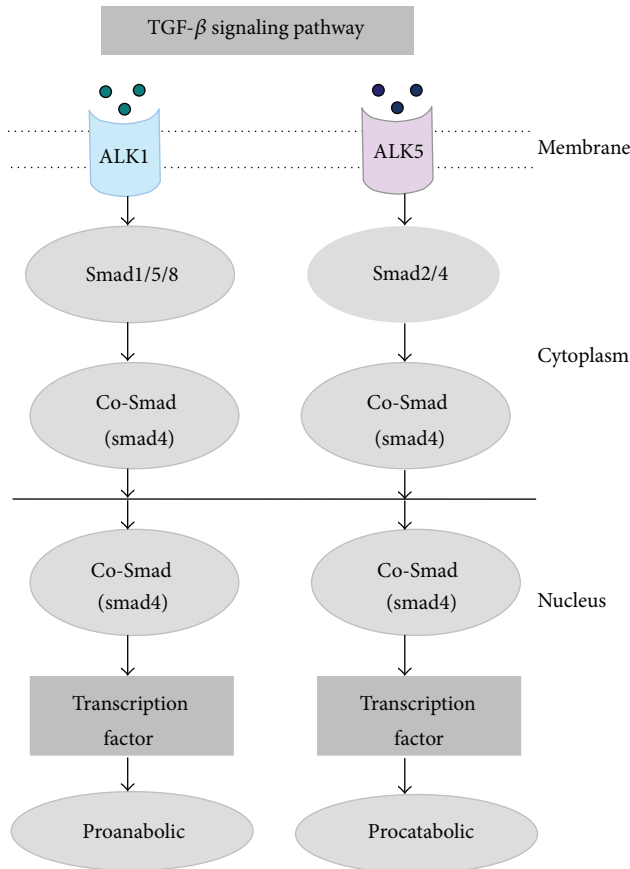 TGF-β signaling pathway
ALK1
ALK5
Membrane
Smad1/5/8
Smad2/4
Cytoplasm
Co-Smad
(smad4)
Co-Smad
(smad4)
Co-Smad
(smad4)
Co-Smad
(smad4)
Nucleus
Transcription
factor
Transcription
factor
Proanabolic
Procatabolic